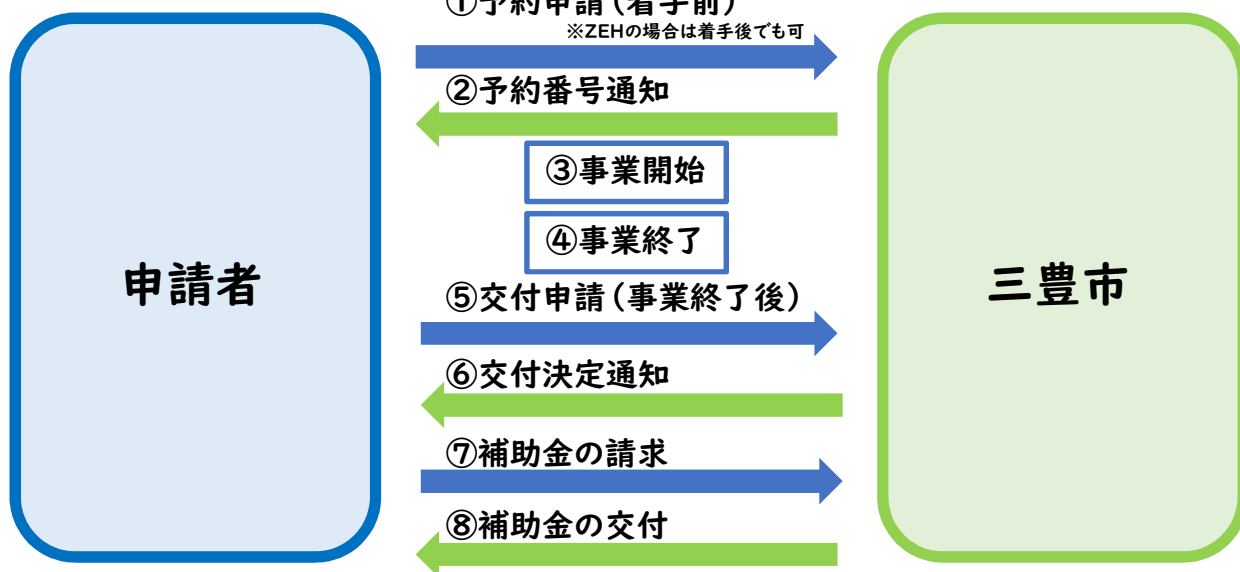 ①予約申請(着手前)
※ZEHの場合は着手後でも可
②予約番号通知
③事業開始
④事業終了
申請者
三豊市
⑤交付申請(事業終了後)
⑥交付決定通知
⑦補助金の請求
⑧補助金の交付